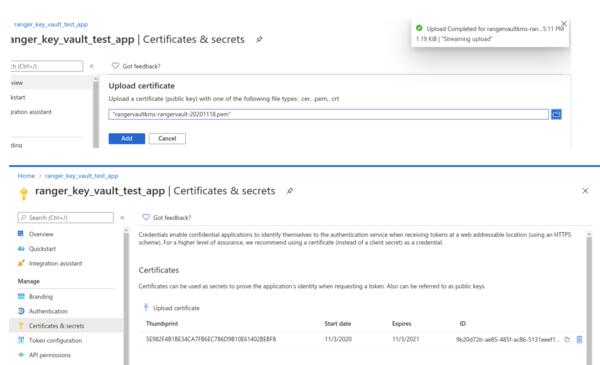 ranger_key_vault_test_app
anger_key_vault_test_app | Certificates & secrets
Upload Completed for rangervaultkms-ran... 5:11 PM
1.19 KiB | "Streaming upload"
ch (Ctrl+/)
«
Got feedback?
view
kstart
gration assistant
ding
Upload certificate
Upload a certificate (public key) with one of the following file types: .cer, .pem, .crt
"rangervaultkms-rangervault-20201118.pem"
Add
Cancel
Home > ranger_key_vault_test_app
ranger_key_vault_test_app | Certificates & secrets
Search (Ctrl+/)
«
Got feedback?
Overview
Quickstart
Integration assistant
Manage
Branding
Authentication
Certificates & secrets
Token configuration
API permissions
Credentials enable confidential applications to identify themselves to the authentication service when receiving tokens at a web addressable location (using an HTTPS
scheme). For a higher level of assurance, we recommend using a certificate (instead of a client secret) as a credential.
Certificates
Certificates can be used as secrets to prove the application's identity when requesting a token. Also can be referred to as public keys.
Upload certificate
Thumbprint Start date Expires ID
5E982F4B1BE34CA7FB6EC786D9B10E61402BEBF8 11/3/2020 11/3/2021 9b20d72b-ae85-485f-ac86-5131eeef1...